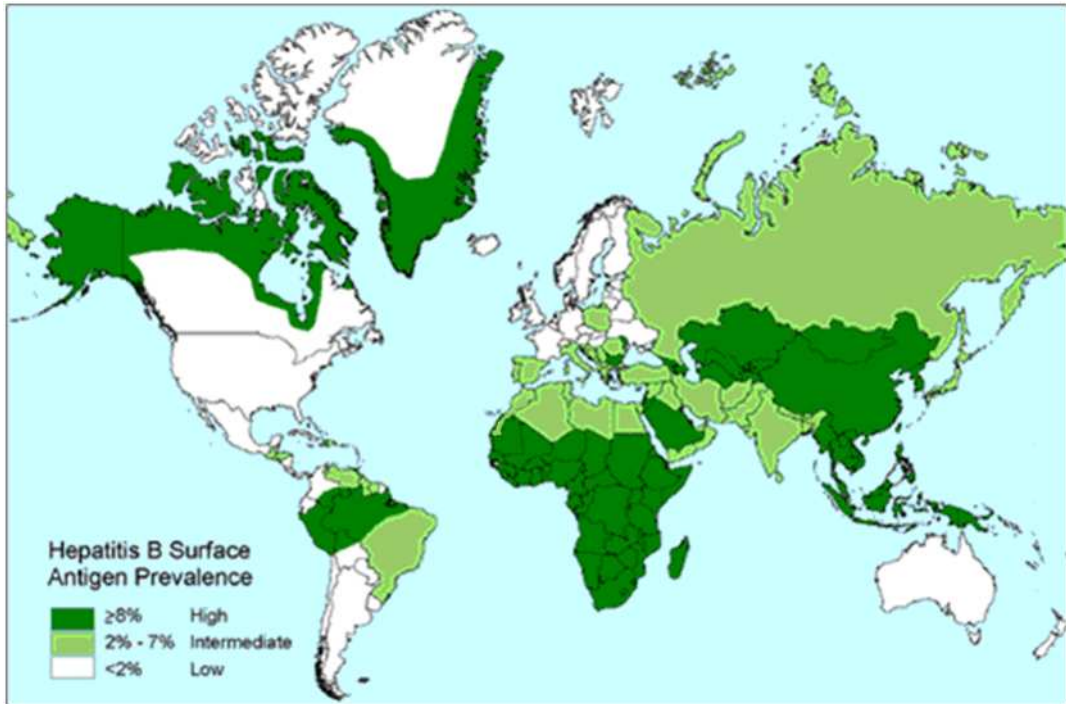 Hepatitis B Surface
Antigen Prevalence
≥8% High
2% - 7% Intermediate
<2% Low